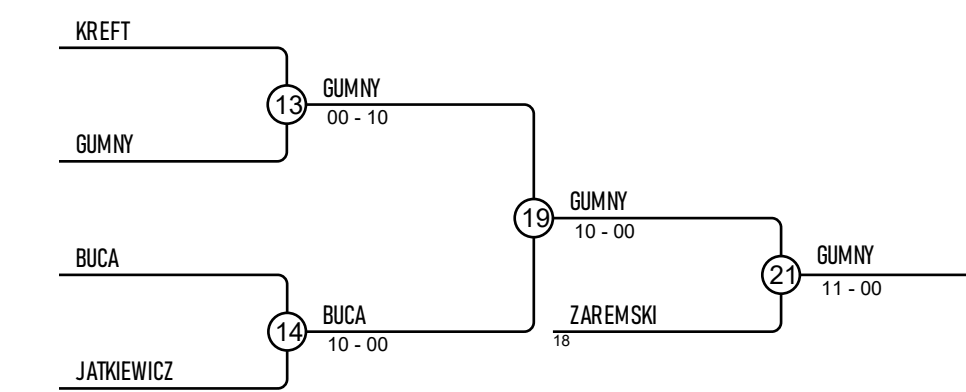 KREFT
13
GUMNY
00 - 10
GUMNY
19
GUMNY
10 - 00
BUCA
14
BUCA
10 - 00
JATKIEWICZ
21
GUMNY
11 - 00
ZAREMSKI
18